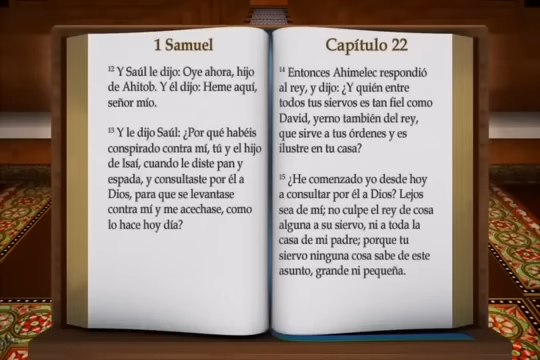 1 Samuel
12 Y Saúl le dijo: Oye ahora, hijo
de Ahitob. Y él dijo: Heme aquí,
señor mío.
13 Y le dijo Saúl: ¿Por qué habéis
conspirado contra mí, tú y el hijo
de Isaí, cuando le diste pan y
espada, y consultaste por él a
Dios, para que se levantase
contra mí y me acechase, como
lo hace hoy día?
Capítulo 22
14 Entonces Ahimelec respondió
al rey, y dijo: ¿Y quién entre
todos tus siervos es tan fiel como
David, yerno también del rey,
que sirve a tus órdenes y es
ilustre en tu casa?
15 ¿He comenzado yo desde hoy
a consultar por él a Dios? Lejos
sea de mí; no culpe el rey de cosa
alguna a su siervo, ni a toda la
casa de mi padre; porque tu
siervo ninguna cosa sabe de este
asunto, grande ni pequeña.